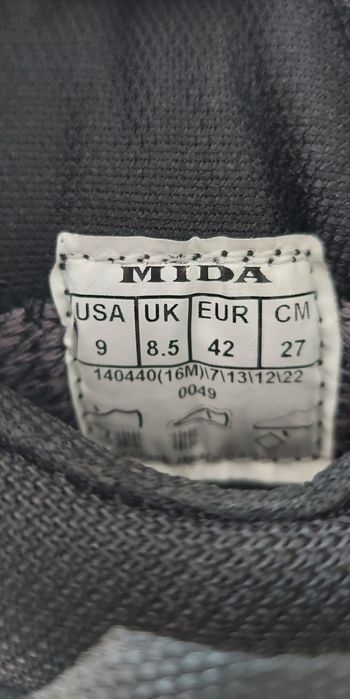 MIDA
USA UK EUR CM
9 8.5 42 27
140440(16M)\7\13\12\22
0049